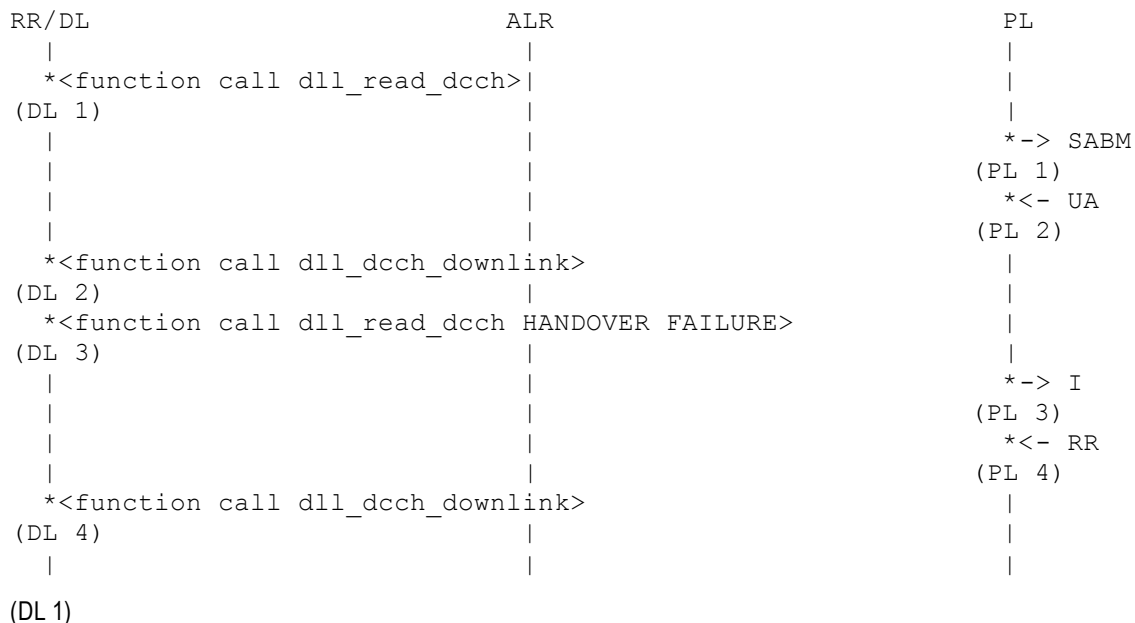 RR/DL ALR PL
| | |
*<function call dll_read_dcch>| |
(DL 1) | |
| | *-> SABM
| | (PL 1)
| | *<- UA
| | (PL 2)
*<function call dll_dcch_downlink> |
(DL 2) | |
*<function call dll_read_dcch HANDOVER FAILURE> |
(DL 3) | |
| | *-> I
| | (PL 3)
| | *<- RR
| | (PL 4)
*<function call dll_dcch_downlink> |
(DL 4) | |
| | |
(DL 1)